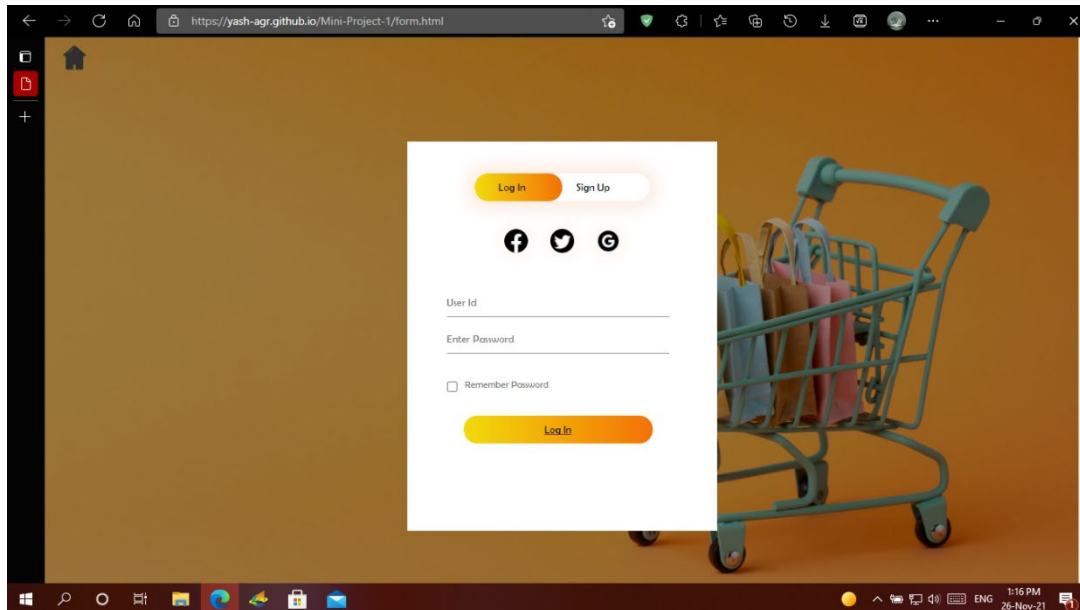 https://yash-agr.github.io/Mini-Project-1/form.html
Log In Sign Up
User Id
Enter Password
Remember Password
Log In
ENG 1:16 PM
26-Nov-21